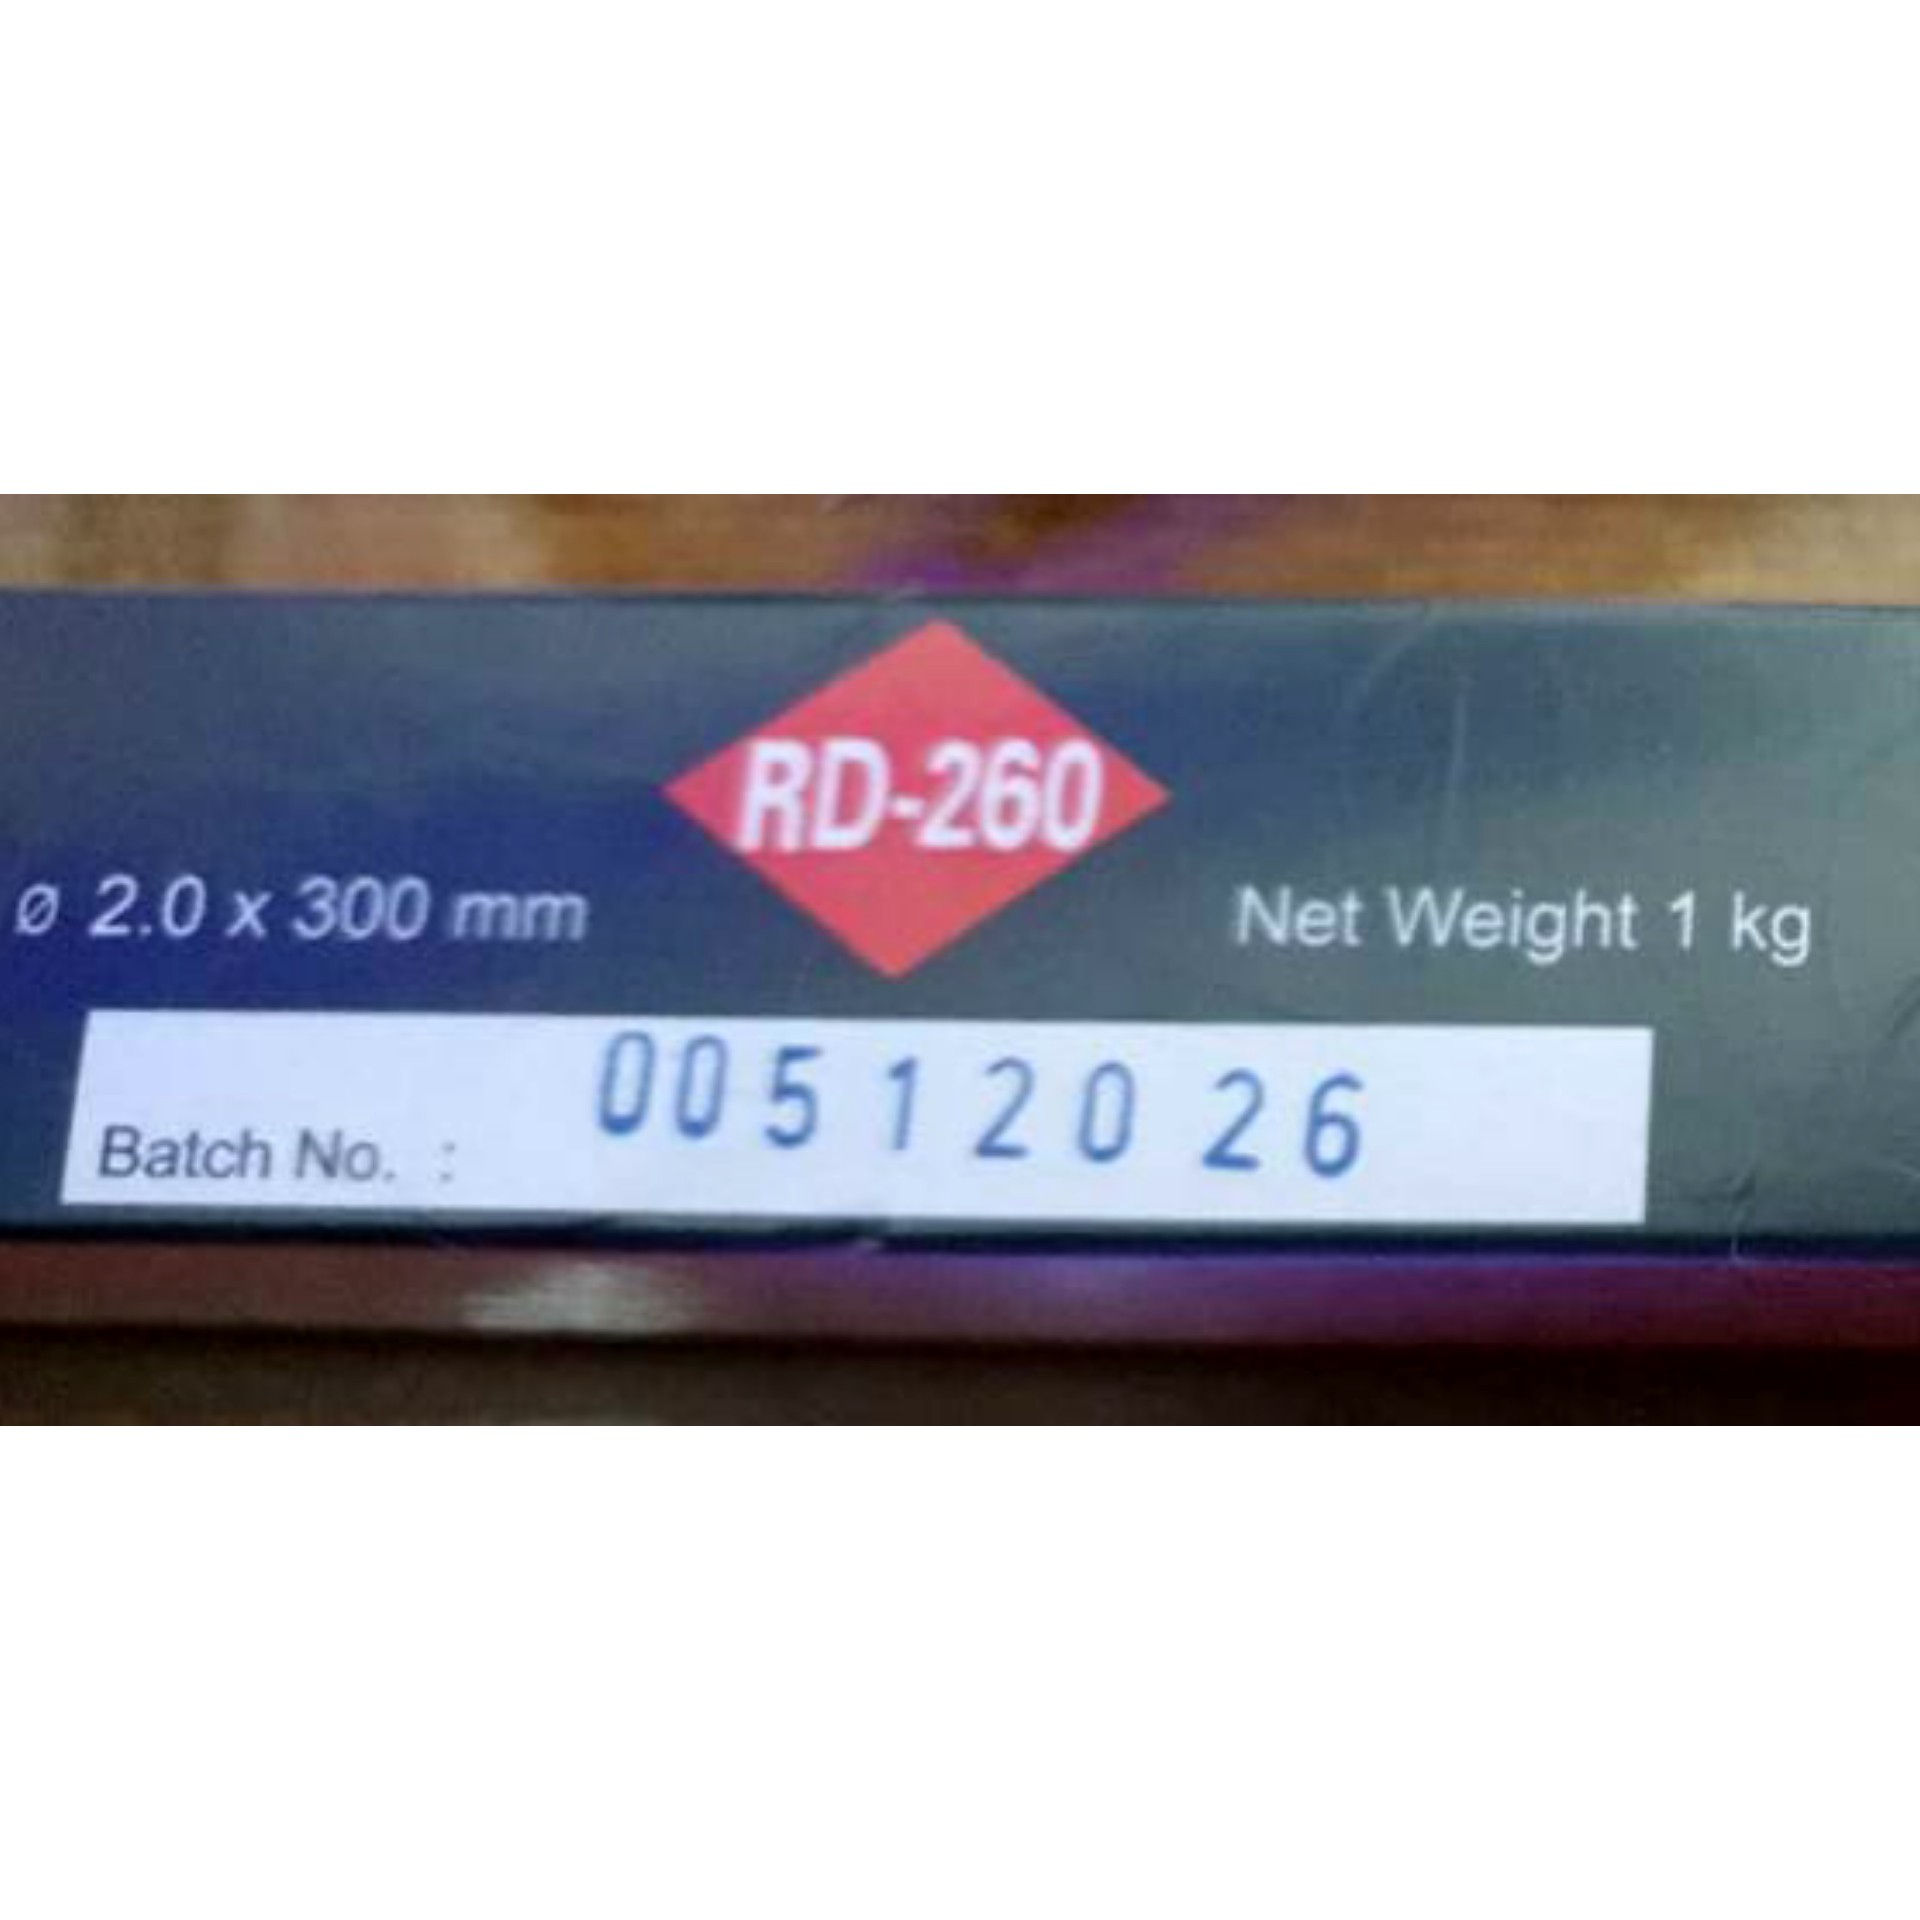 RD-260
ø 2.0 x 300 mm
Net Weight 1 kg
Batch No. : 00512026